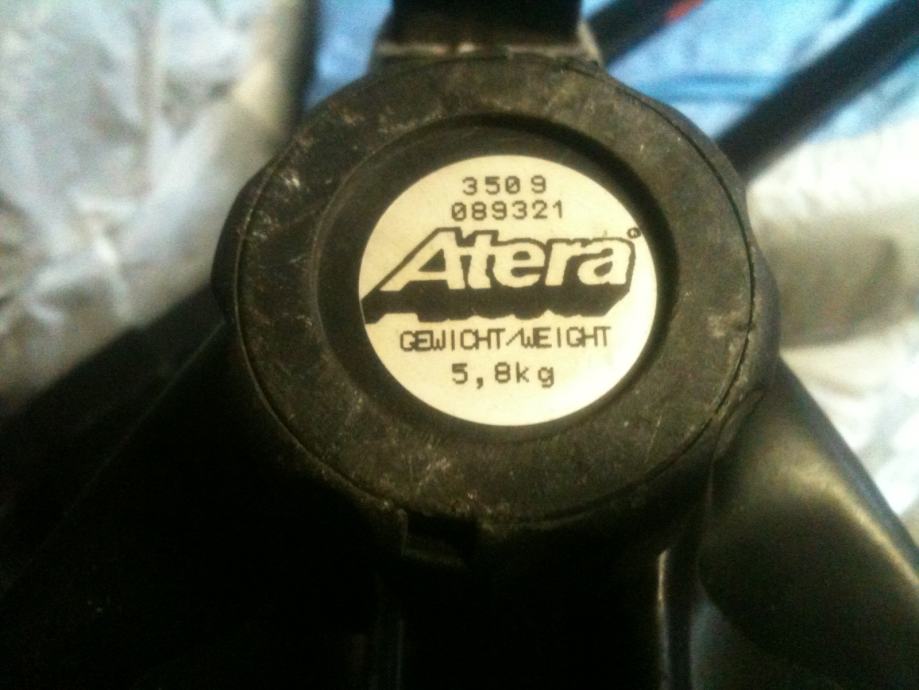 3509
089321
Atera
GEWICHT/WEIGHT
5,8kg